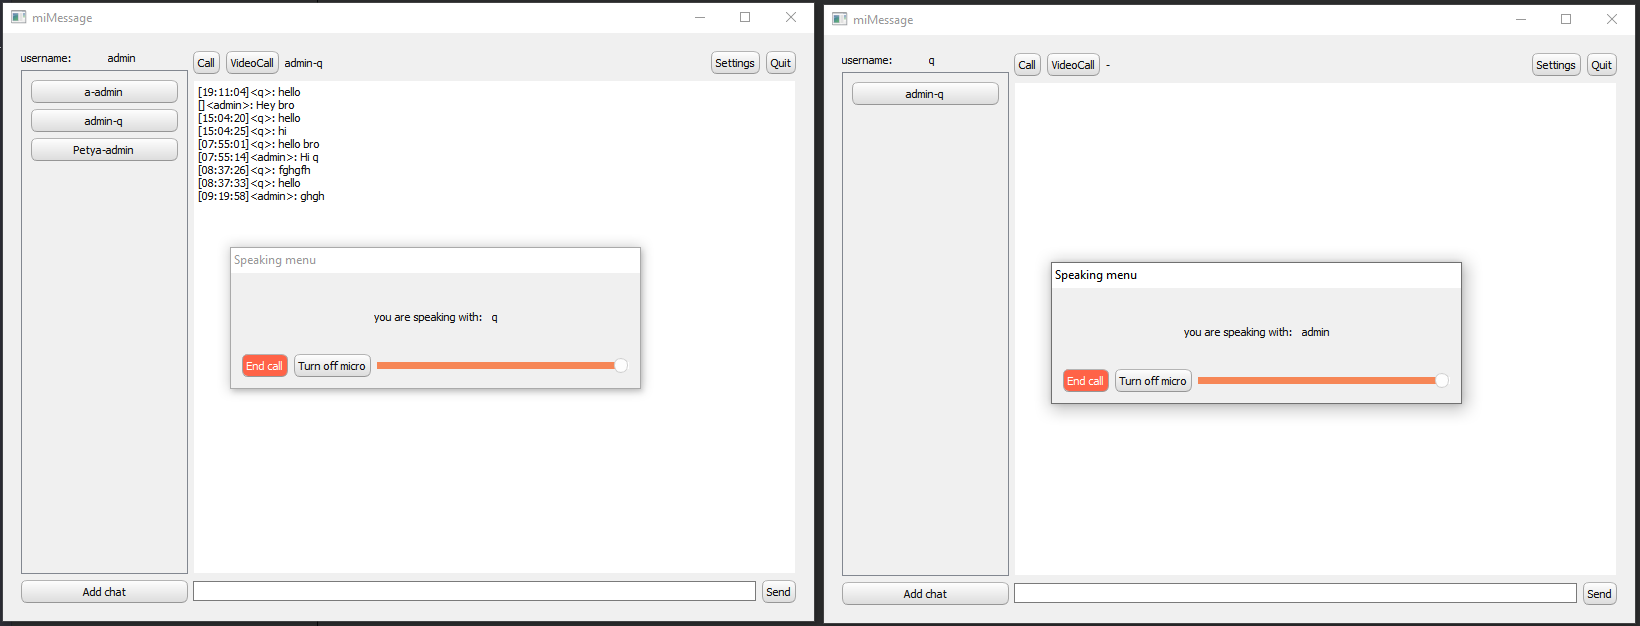 miMessage
username: admin
Call VideoCall admin-q Settings Quit
a-admin
admin-q
Petya-admin
[19:11:04]<q>: hello
[]<admin>: Hey bro
[15:04:20]<q>: hello
[15:04:25]<q>: hi
[07:55:01]<q>: hello bro
[07:55:14]<admin>: Hi q
[08:37:26]<q>: fghgfh
[08:37:33]<q>: hello
[09:19:58]<admin>: ghgh
Speaking menu
you are speaking with: q
End call Turn off micro
Add chat Send
miMessage
username: q
Call VideoCall - Settings Quit
admin-q
Speaking menu
you are speaking with: admin
End call Turn off micro
Add chat Send